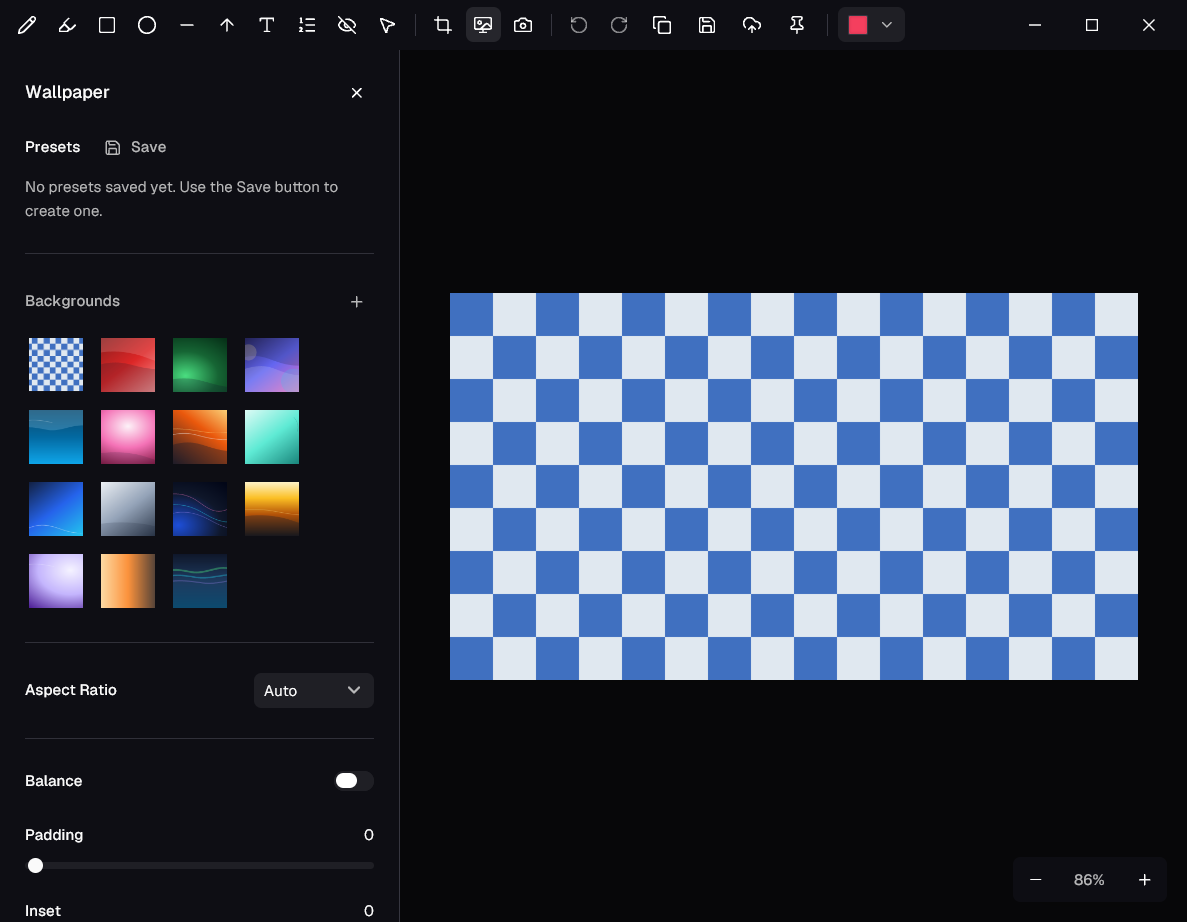 Wallpaper
Presets
Save
No presets saved yet. Use the Save button to
create one.
Backgrounds
Aspect Ratio
Auto
Balance
Padding
0
Inset
0
86%